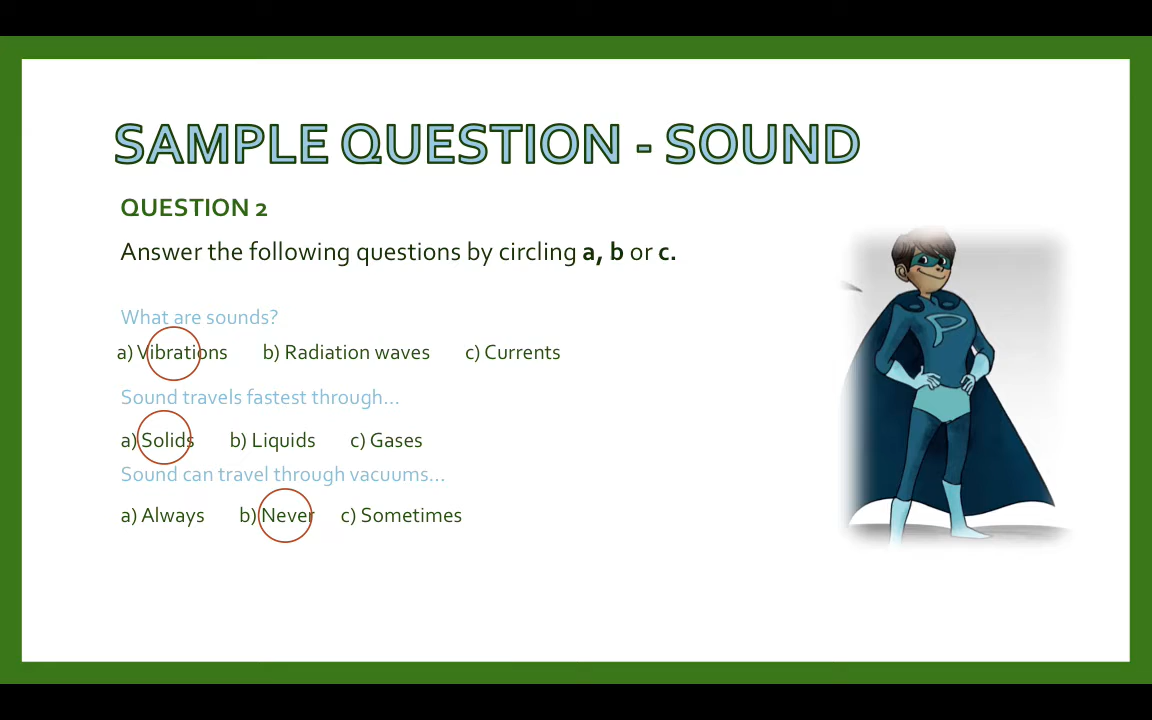 SAMPLE QUESTION - SOUND
QUESTION 2
Answer the following questions by circling a, b or c.
What are sounds?
a) Vibrations b) Radiation waves c) Currents
Sound travels fastest through...
a) Solids b) Liquids c) Gases
Sound can travel through vacuums...
a) Always b) Never c) Sometimes
P